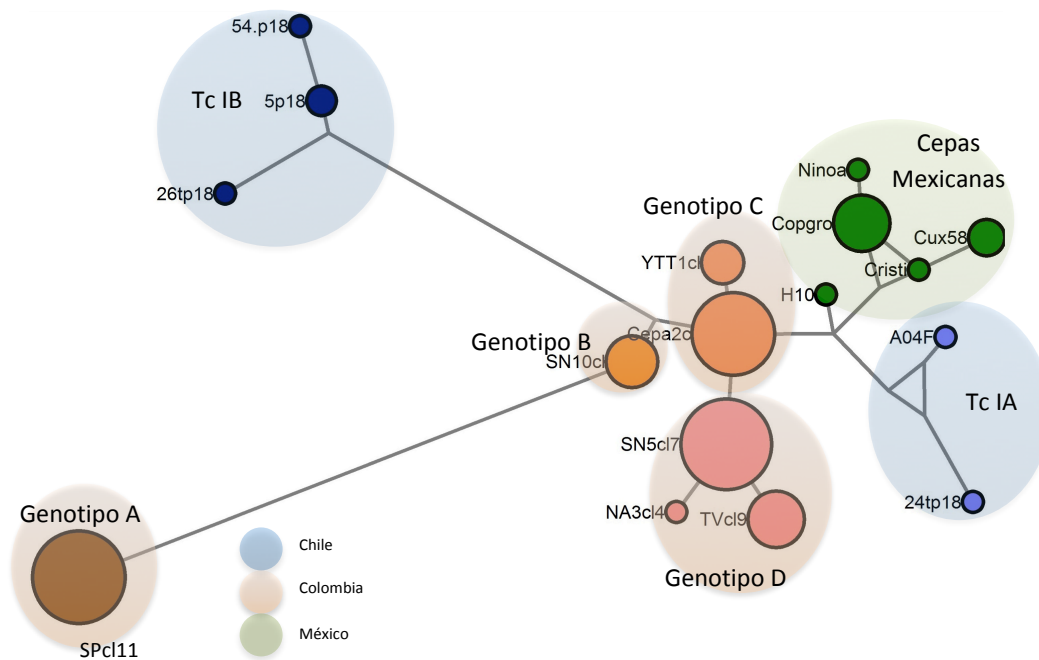 54.p18
Tc IB
5p18
26tp18
Cepas
Mexicanas
Ninoa
Copgro
Cux58
Cristi
H10
Genotipo C
YTT1cl
Cepa2c
Genotipo B
SN10cl
A04F
Tc IA
24tp18
SN5cl7
NA3cl4
TVcl9
Genotipo D
Genotipo A
SPcl11
Chile
Colombia
México